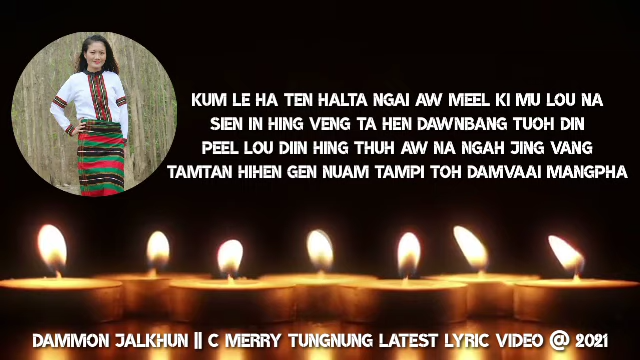 KUM LE HA TEN HALTA NGAI AW MEEL KI MU LOU NA
SIEN IN HING VENG TA HEN DAWNBANG TUOH DIN
PEEL LOU DIIN HING THUH AW NA NGAH JING VANG
TAMTAN HIHEN GEN NUAM TAMPI TOH DAMVAAI MANGPHA
DAMMON JALKHUN || C MERRY TUNGNUNG LATEST LYRIC VIDEO @ 2021